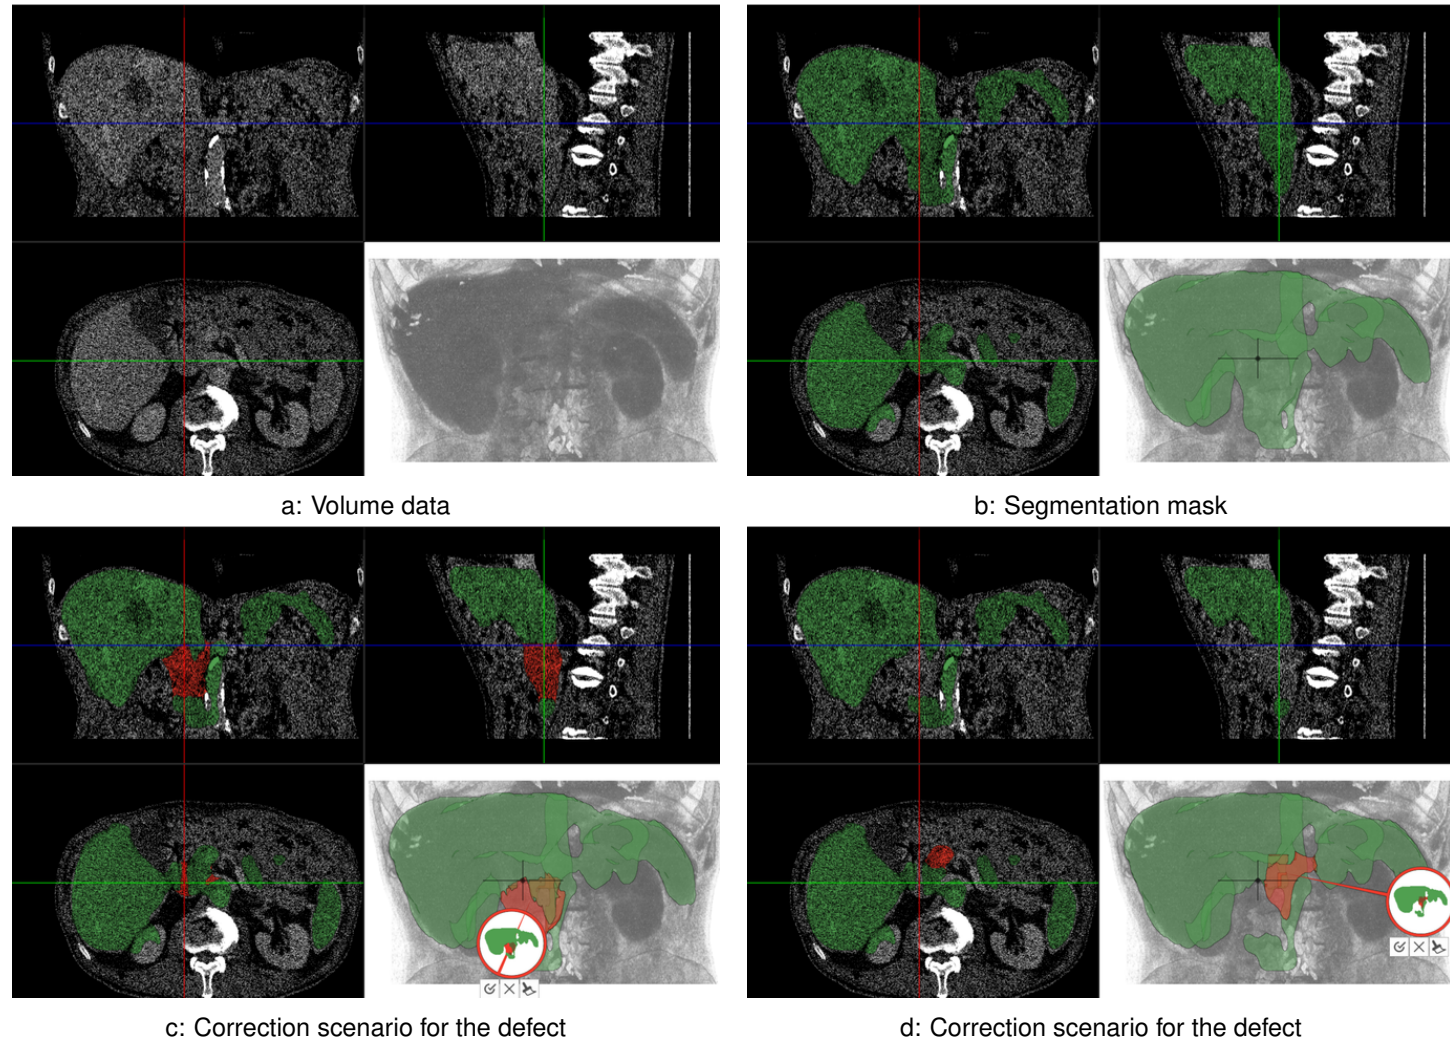 a: Volume data
b: Segmentation mask
c: Correction scenario for the defect
d: Correction scenario for the defect